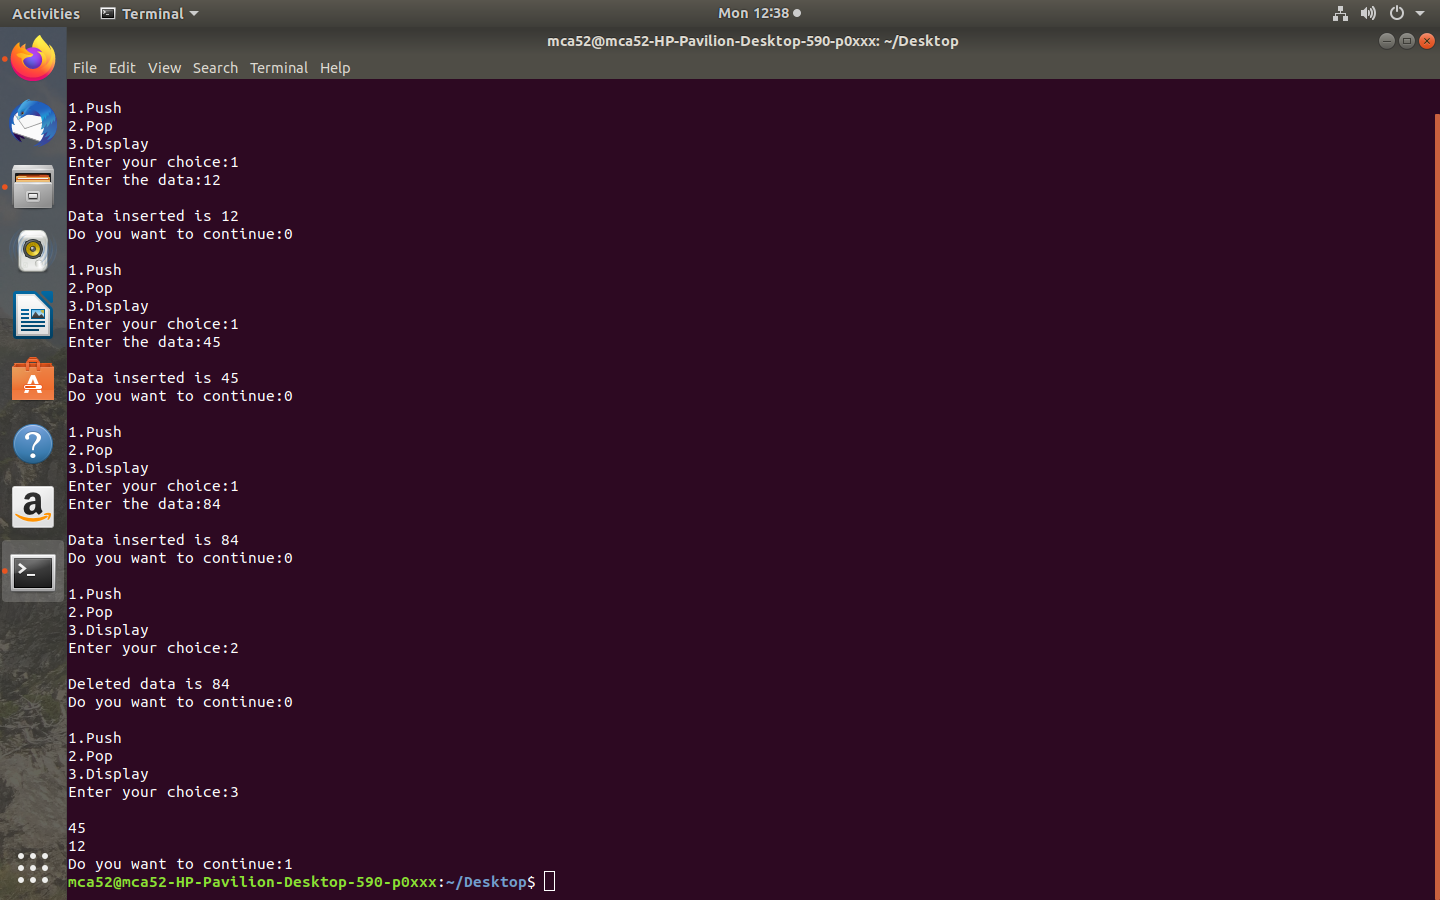 Activities Terminal Mon 12:38
mca52@mca52-HP-Pavilion-Desktop-590-p0xxx: ~/Desktop
File Edit View Search Terminal Help
1.Push
2.Pop
3.Display
Enter your choice:1
Enter the data:12
Data inserted is 12
Do you want to continue:0
1.Push
2.Pop
3.Display
Enter your choice:1
Enter the data:45
Data inserted is 45
Do you want to continue:0
1.Push
2.Pop
3.Display
Enter your choice:1
Enter the data:84
Data inserted is 84
Do you want to continue:0
1.Push
2.Pop
3.Display
Enter your choice:2
Deleted data is 84
Do you want to continue:0
1.Push
2.Pop
3.Display
Enter your choice:3
45
12
Do you want to continue:1
mca52@mca52-HP-Pavilion-Desktop-590-p0xxx:~/Desktop$